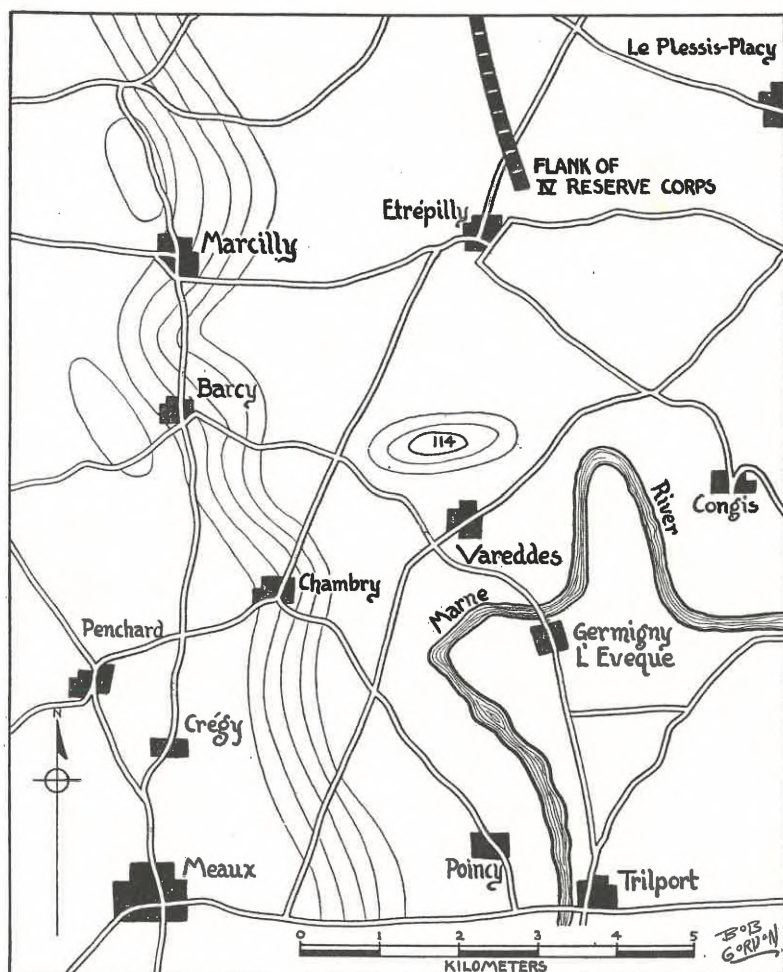 Le Plessis-Placy
FLANK OF
IV RESERVE CORPS
Etrépilly
Marcilly
Barcy
114
River
Congis
Vareddes
Chambry
Marne
Penchard
Germigny
L'Eveque
Crégy
N
Meaux
Poincy
Trilport
0 1 2 3 4 5
KILOMETERS
BOB
GORDON